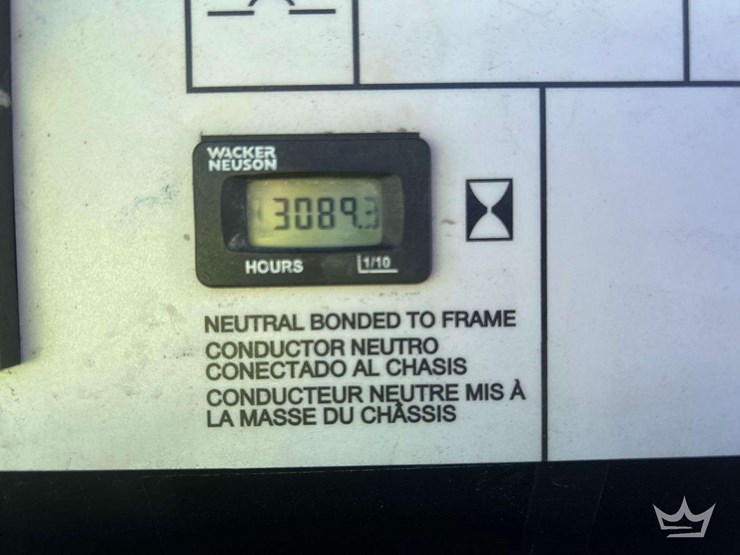 WACKER
NEUSON
3089.3
HOURS 1/10
NEUTRAL BONDED TO FRAME
CONDUCTOR NEUTRO
CONECTADO AL CHASIS
CONDUCTEUR NEUTRE MIS À
LA MASSE DU CHÂSSIS